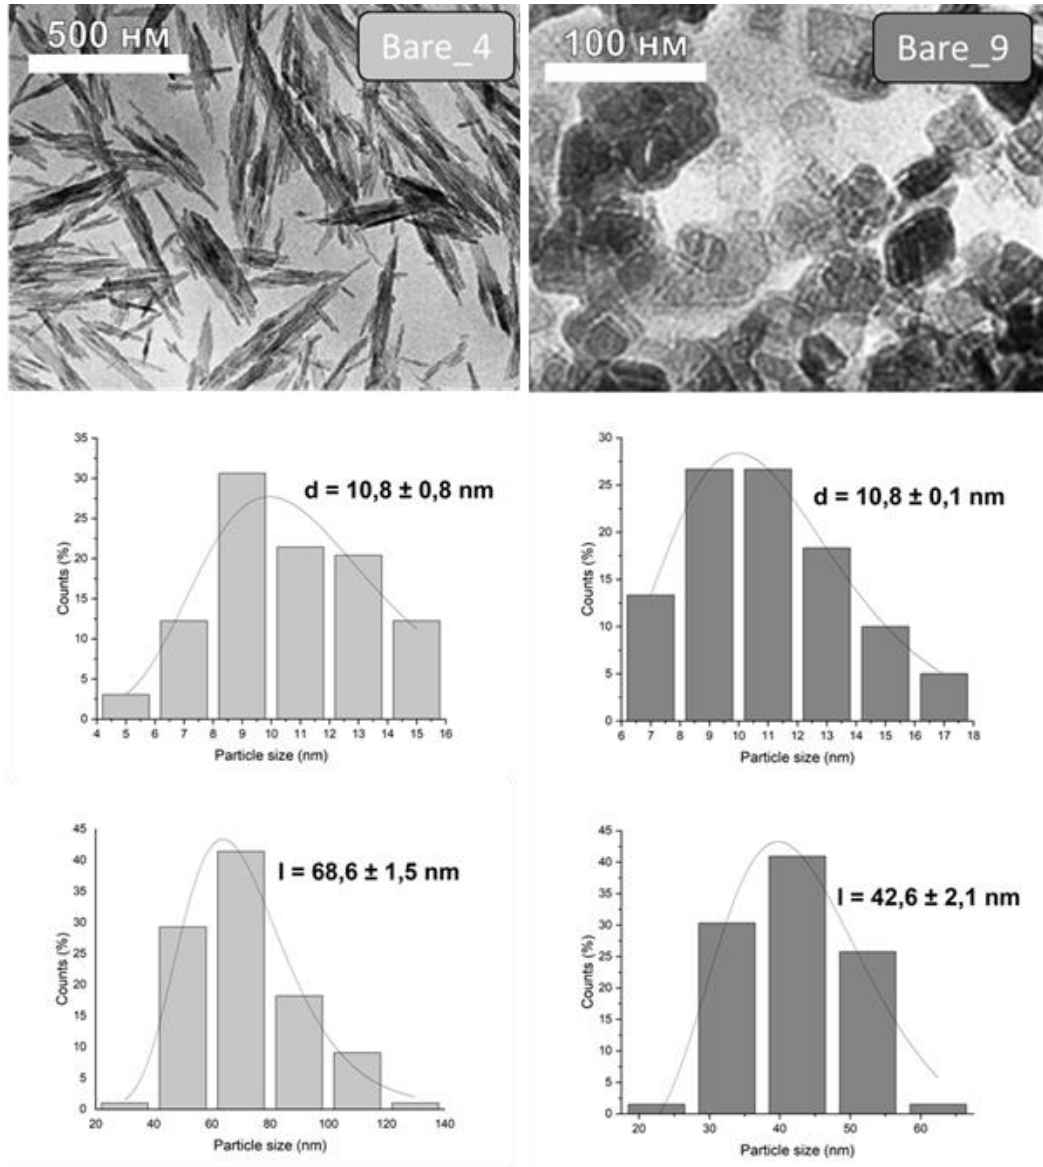 500 нм
Bare_4
100 нм
Bare_9
35
30
25
20
15
10
5
0
Counts (%)
d = 10,8 ± 0,8 nm
4 5 6 7 8 9 10 11 12 13 14 15 16
Particle size (nm)
30
25
20
15
10
5
0
Counts (%)
d = 10,8 ± 0,1 nm
6 7 8 9 10 11 12 13 14 15 16 17 18
Particle size (nm)
45
40
35
30
25
20
15
10
5
0
Counts (%)
l = 68,6 ± 1,5 nm
20 40 60 80 100 120 140
Particle size (nm)
45
40
35
30
25
20
15
10
5
0
Counts (%)
l = 42,6 ± 2,1 nm
20 30 40 50 60
Particle size (nm)